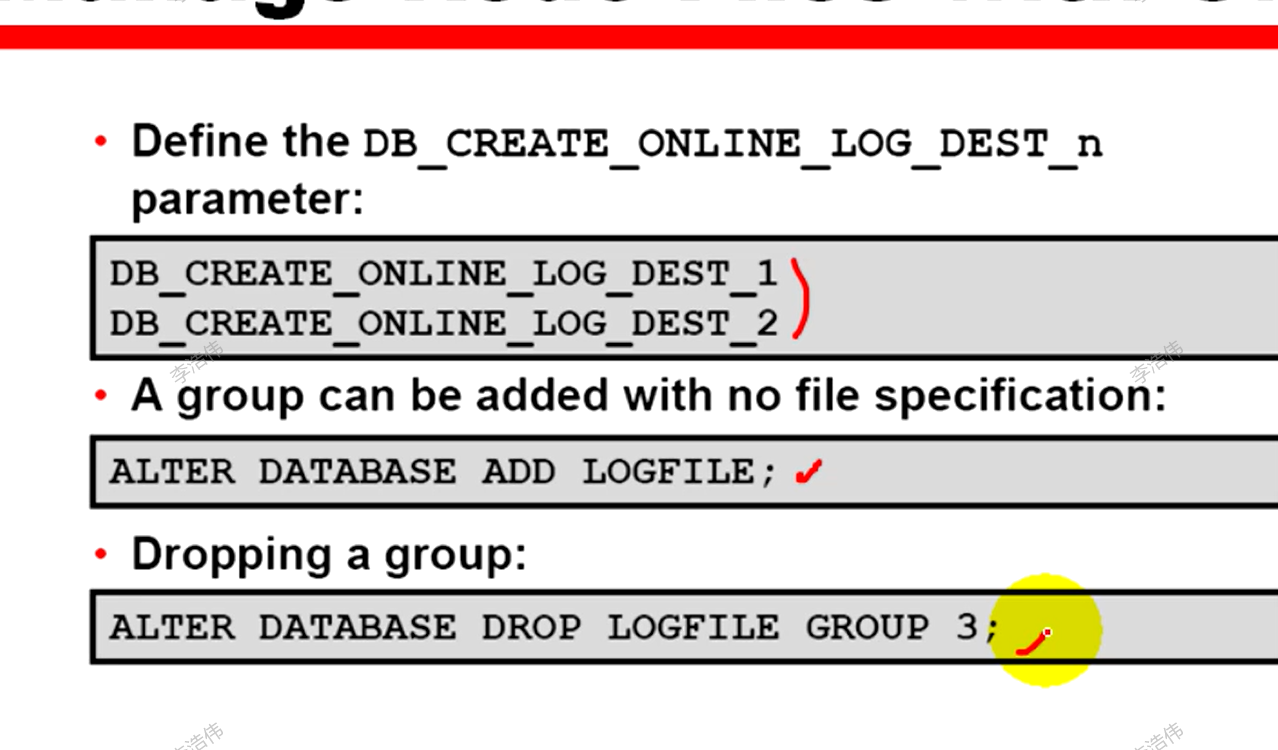 • Define the DB_CREATE_ONLINE_LOG_DEST_n
parameter:
DB_CREATE_ONLINE_LOG_DEST_1
DB_CREATE_ONLINE_LOG_DEST_2
李浩伟 李浩伟
• A group can be added with no file specification:
ALTER DATABASE ADD LOGFILE;
• Dropping a group:
ALTER DATABASE DROP LOGFILE GROUP 3;
李浩伟 李浩伟